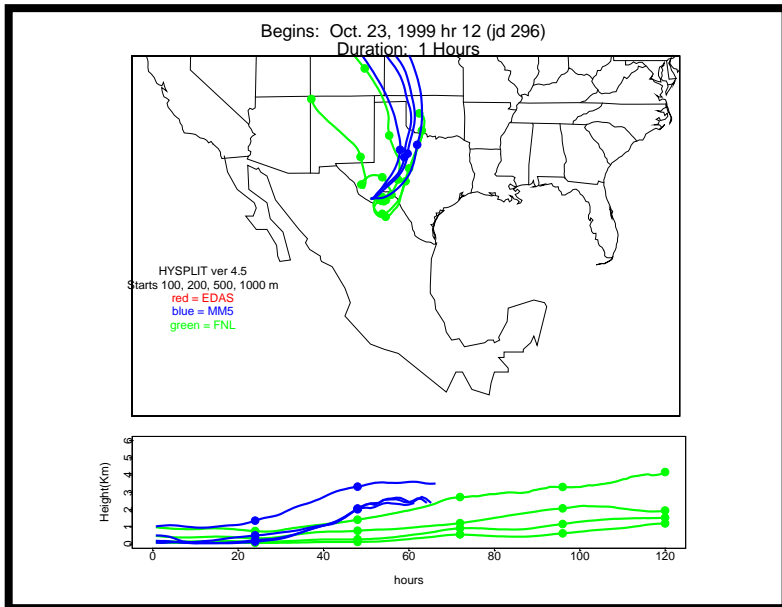 Begins:  Oct. 23, 1999 hr 12 (jd 296)
Duration:  1 Hours
HYSPLIT ver 4.5
Starts 100, 200, 500, 1000 m
red = EDAS
blue = MM5
green = FNL
Height(Km)
6
5
4
3
2
1
0
0 20 40 60 80 100 120
hours